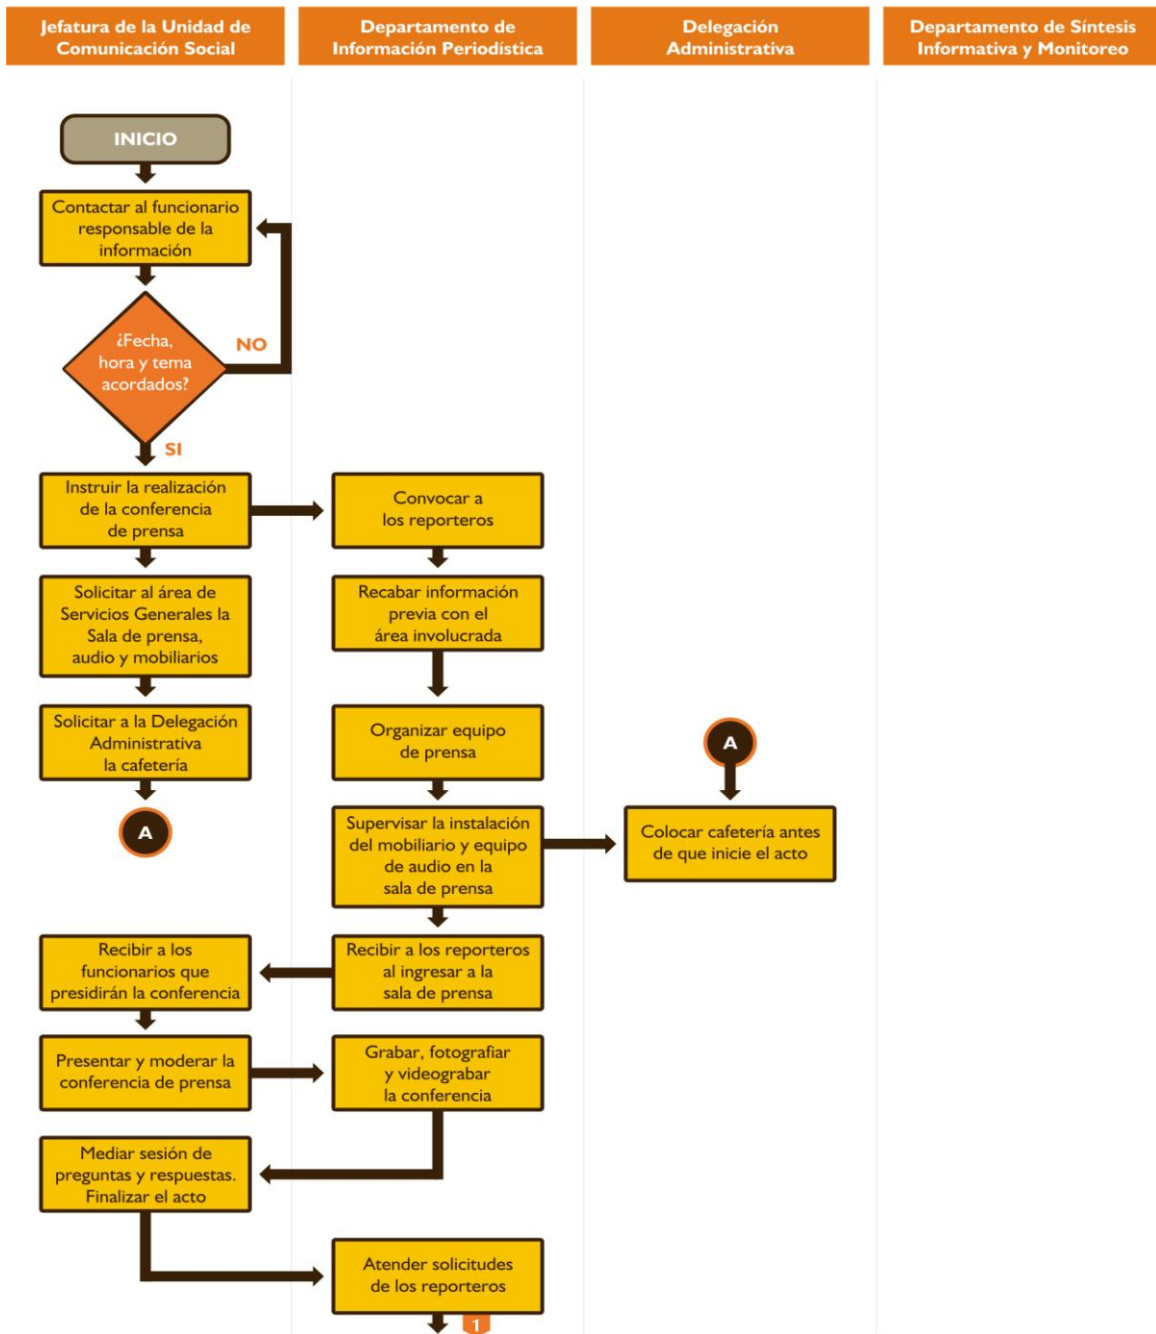 Jefatura de la Unidad de
Comunicación Social
Departamento de
Información Periodística
Delegación
Administrativa
Departamento de Síntesis
Informativa y Monitoreo
INICIO
Contactar al funcionario
responsable de la
información
¿Fecha,
hora y tema
acordados?
NO
SI
Instruir la realización
de la conferencia
de prensa
Convocar a
los reporteros
Solicitar al área de
Servicios Generales la
Sala de prensa,
audio y mobiliarios
Recabar información
previa con el
área involucrada
Solicitar a la Delegación
Administrativa
la cafetería
Organizar equipo
de prensa
A
A
Supervisar la instalación
del mobiliario y equipo
de audio en la
sala de prensa
Colocar cafetería antes
de que inicie el acto
Recibir a los
funcionarios que
presidirán la conferencia
Recibir a los reporteros
al ingresar a la
sala de prensa
Presentar y moderar la
conferencia de prensa
Grabar, fotografiar
y videograbar
la conferencia
Mediar sesión de
preguntas y respuestas.
Finalizar el acto
Atender solicitudes
de los reporteros
1